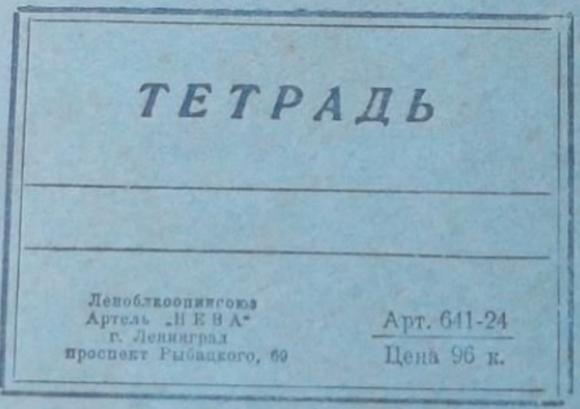 ТЕТРАДЬ
Леноблкоопинсоюз
Артель „НЕВА“
г. Ленинград
проспект Рыбацкого, 69
Арт. 641-24
Цена 96 к.